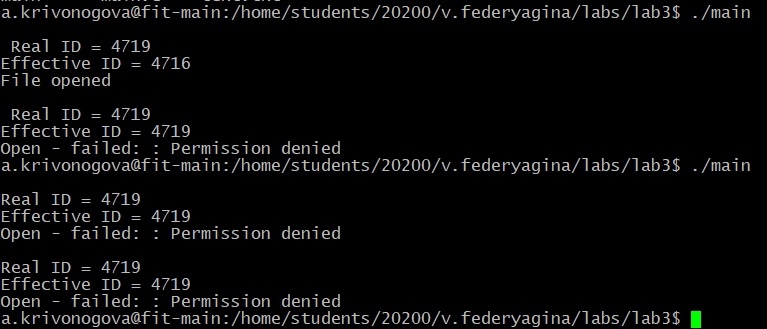 a.krivonogova@fit-main:/home/students/20200/v.federyagina/labs/lab3$ ./main
Real ID = 4719
Effective ID = 4716
File opened
Real ID = 4719
Effective ID = 4719
Open - failed: : Permission denied
a.krivonogova@fit-main:/home/students/20200/v.federyagina/labs/lab3$ ./main
Real ID = 4719
Effective ID = 4719
Open - failed: : Permission denied
Real ID = 4719
Effective ID = 4719
Open - failed: : Permission denied
a.krivonogova@fit-main:/home/students/20200/v.federyagina/labs/lab3$